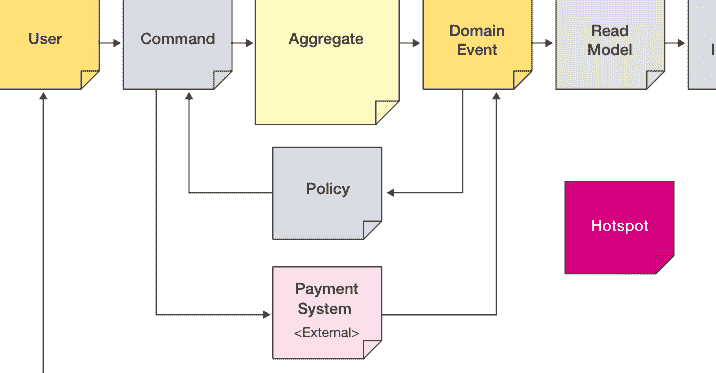 User
Command
Aggregate
Domain
Event
Read
Model
Policy
Hotspot
Payment
System
<External>